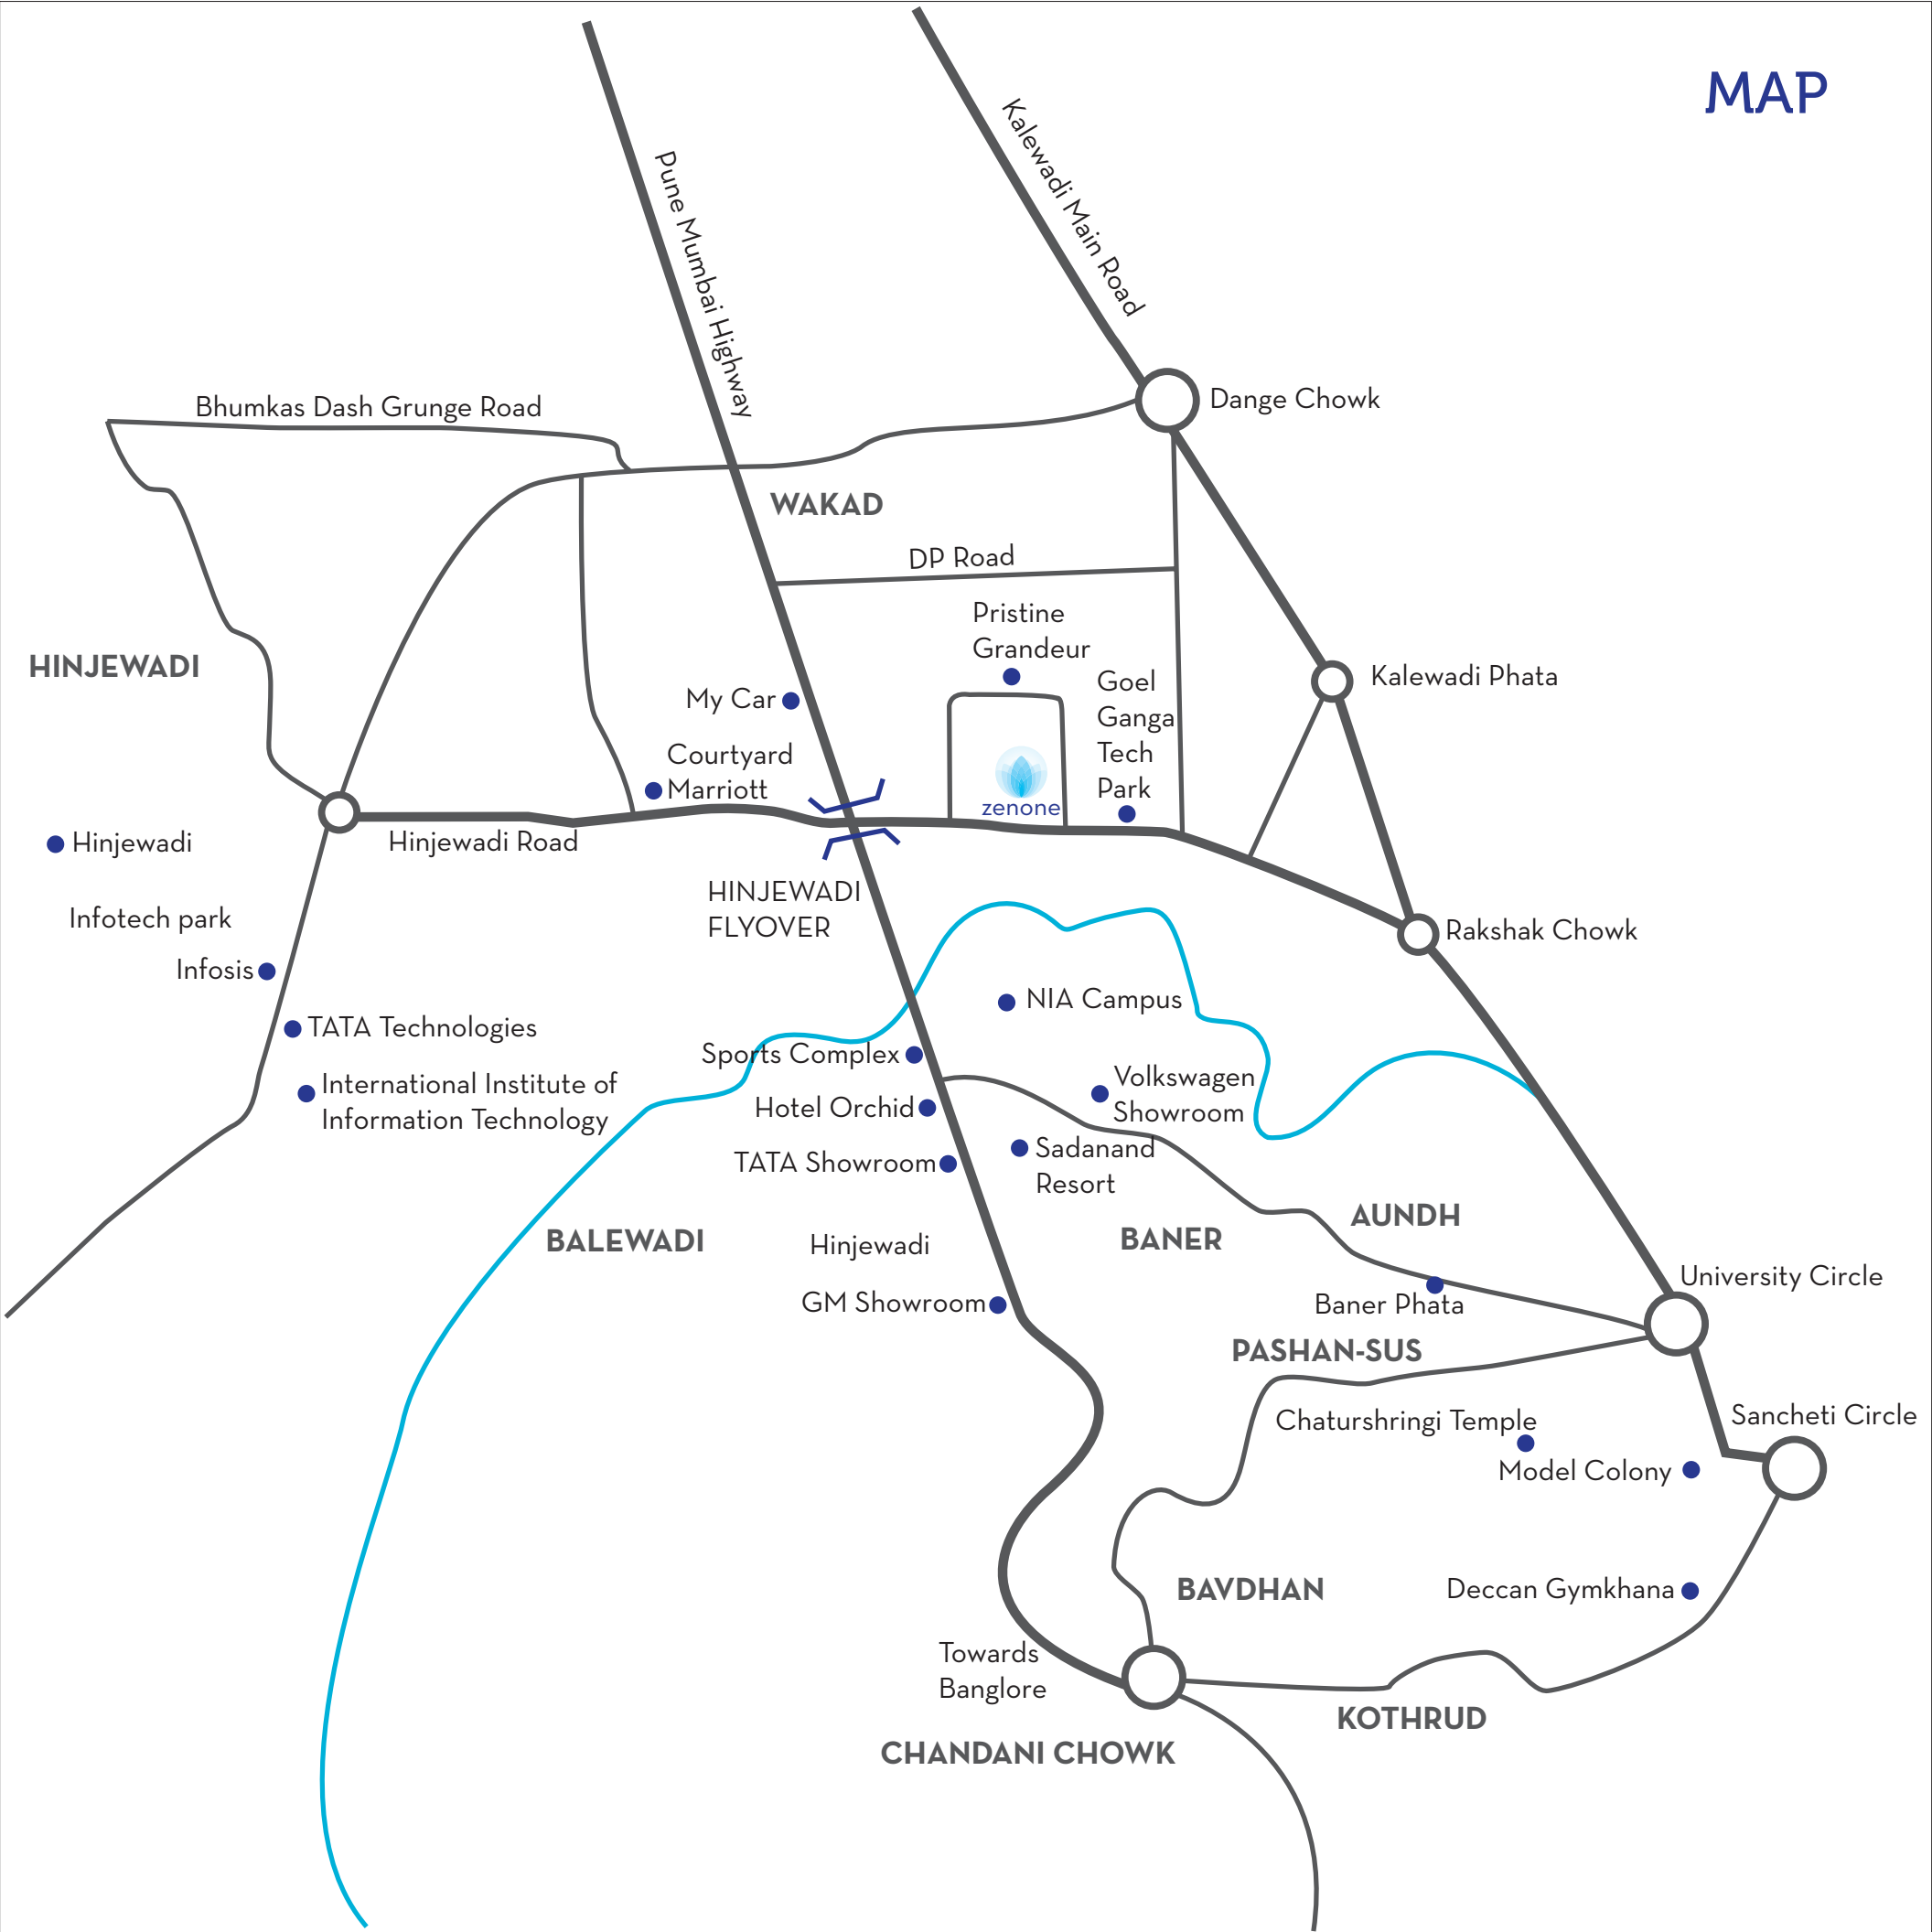 MAP
Kalewadi Main Road
Pune Mumbai Highway
Dange Chowk
Bhumkas Dash Grunge Road
WAKAD
DP Road
Pristine
Grandeur
HINJEWADI
Kalewadi Phata
Goel
Ganga
Tech
Park
My Car
Courtyard
Marriott
zenone
Hinjewadi
Hinjewadi Road
HINJEWADI
FLYOVER
Infotech park
Rakshak Chowk
Infosis
NIA Campus
TATA Technologies
Sports Complex
International Institute of
Information Technology
Volkswagen
Showroom
Hotel Orchid
Sadanand
Resort
TATA Showroom
AUNDH
BALEWADI
Hinjewadi
BANER
University Circle
GM Showroom
Baner Phata
PASHAN-SUS
Chaturshringi Temple
Sancheti Circle
Model Colony
BAVDHAN
Deccan Gymkhana
Towards
Banglore
KOTHRUD
CHANDANI CHOWK